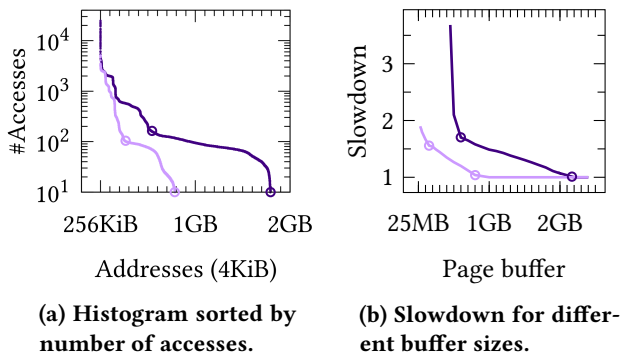 #Accesses
10^4
10^3
10^2
10^1
256KiB 1GB 2GB
Addresses (4KiB)
(a) Histogram sorted by
number of accesses.
Slowdown
3
2
1
25MB 1GB 2GB
Page buffer
(b) Slowdown for differ-
ent buffer sizes.